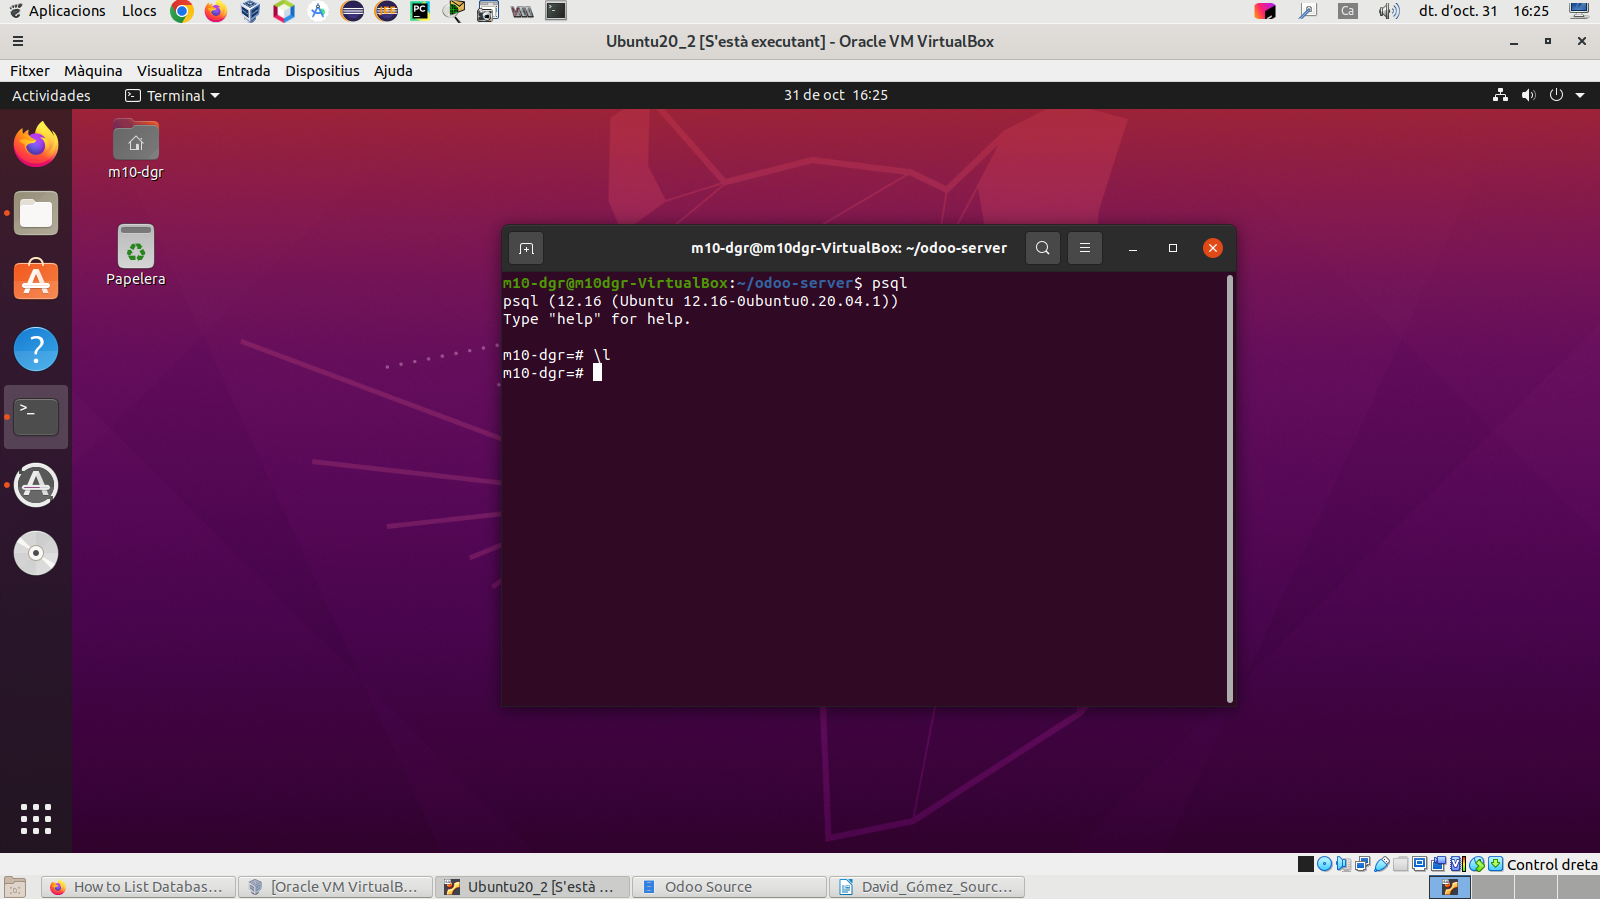 Aplicacions Llocs PC Ca dt. d'oct. 31 16:25
Ubuntu20_2 [S'està executant] - Oracle VM VirtualBox
Fitxer Màquina Visualitza Entrada Dispositius Ajuda
Actividades Terminal 31 de oct 16:25
m10-dgr
Papelera
m10-dgr@m10dgr-VirtualBox: ~/odoo-server
m10-dgr@m10dgr-VirtualBox:~/odoo-server$ psql
psql (12.16 (Ubuntu 12.16-0ubuntu0.20.04.1))
Type "help" for help.
m10-dgr=# \l
m10-dgr=#
Control dreta
How to List Databas... [Oracle VM VirtualB... Ubuntu20_2 [S'està ... Odoo Source David_Gómez_Sourc...